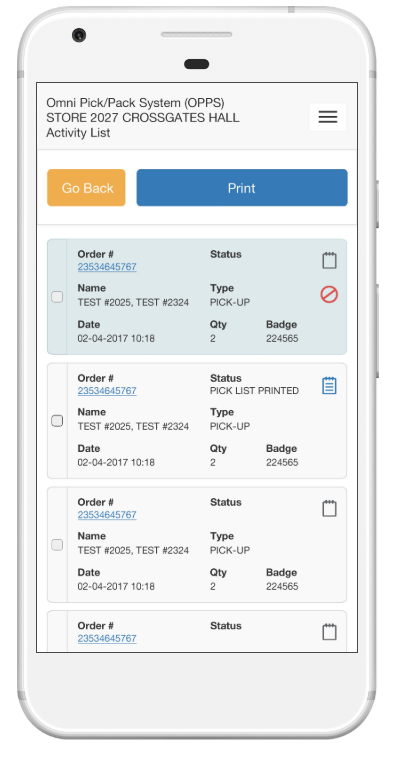 Omni Pick/Pack System (OPPS)
STORE 2027 CROSSGATES HALL
Activity List
Go Back
Print
Order # Status
23534645767
Name Type
TEST #2025, TEST #2324 PICK-UP
Date Qty Badge
02-04-2017 10:18 2 224565
Order # Status
23534645767 PICK LIST PRINTED
Name Type
TEST #2025, TEST #2324 PICK-UP
Date Qty Badge
02-04-2017 10:18 2 224565
Order # Status
23534645767
Name Type
TEST #2025, TEST #2324 PICK-UP
Date Qty Badge
02-04-2017 10:18 2 224565
Order # Status
23534645767